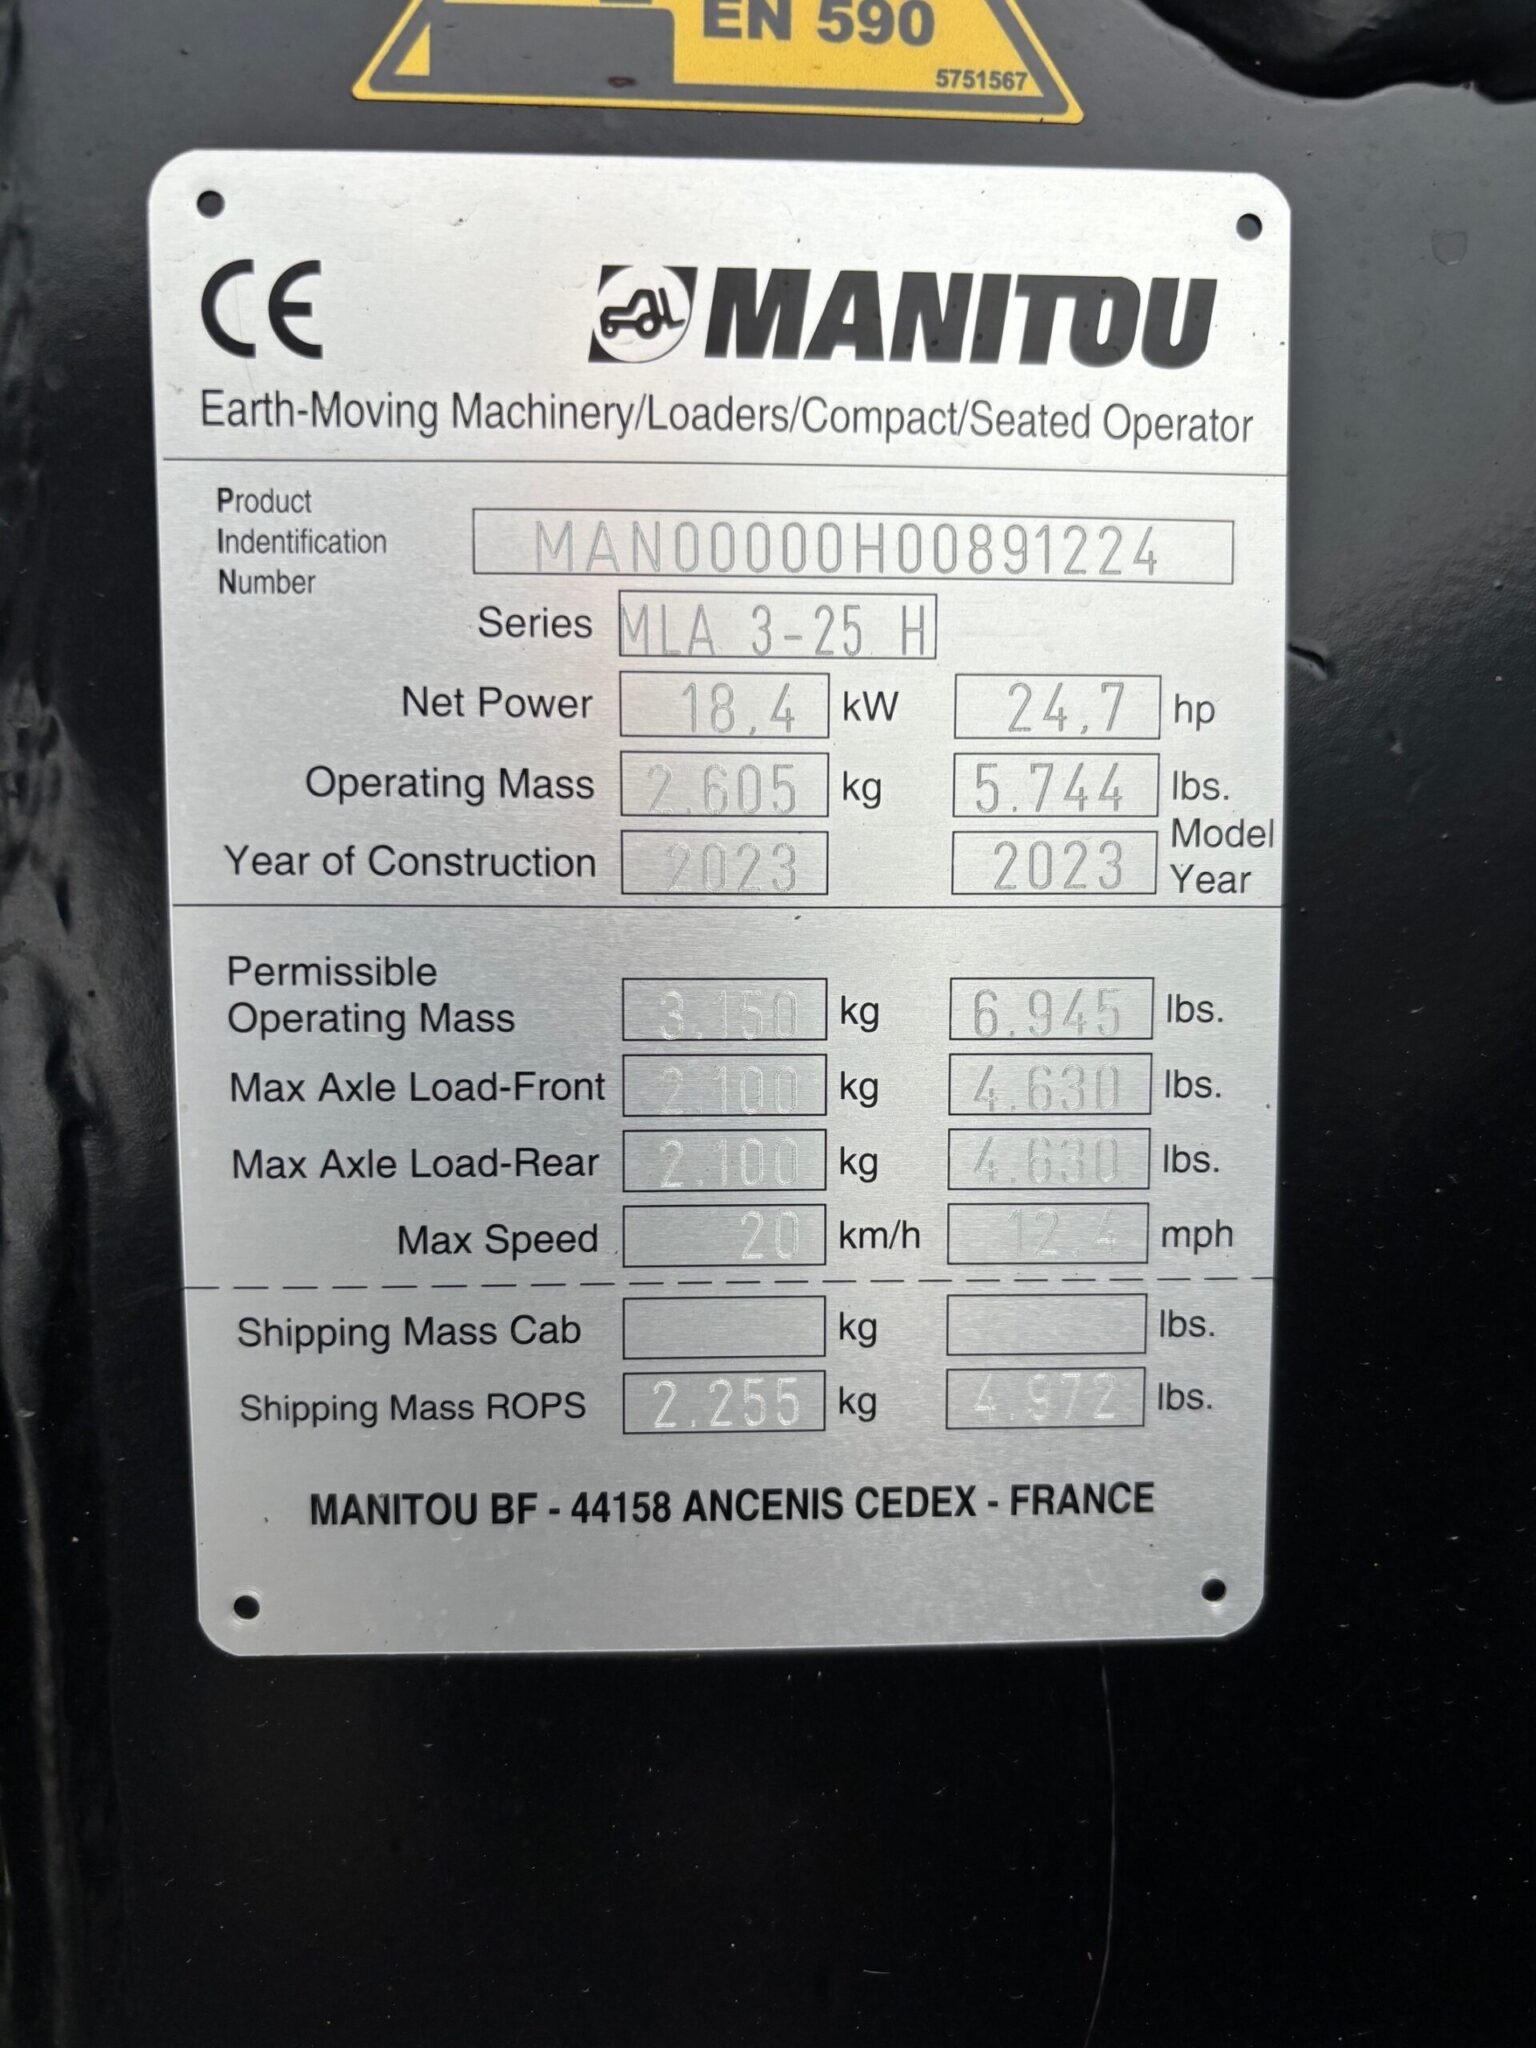 EN 590
5751567
CE MANITOU
Earth-Moving Machinery/Loaders/Compact/Seated Operator
Product
Indentification
Number
MAN00000H00891224
Series MLA 3-25 H
Net Power 18,4 kW 24,7 hp
Operating Mass 2.605 kg 5.744 lbs.
Year of Construction 2023 2023 Model
Year
Permissible
Operating Mass 3.150 kg 6.945 lbs.
Max Axle Load-Front 2.100 kg 4.630 lbs.
Max Axle Load-Rear 2.100 kg 4.630 lbs.
Max Speed 20 km/h 12,4 mph
Shipping Mass Cab kg lbs.
Shipping Mass ROPS 2.255 kg 4.972 lbs.
MANITOU BF - 44158 ANCENIS CEDEX - FRANCE